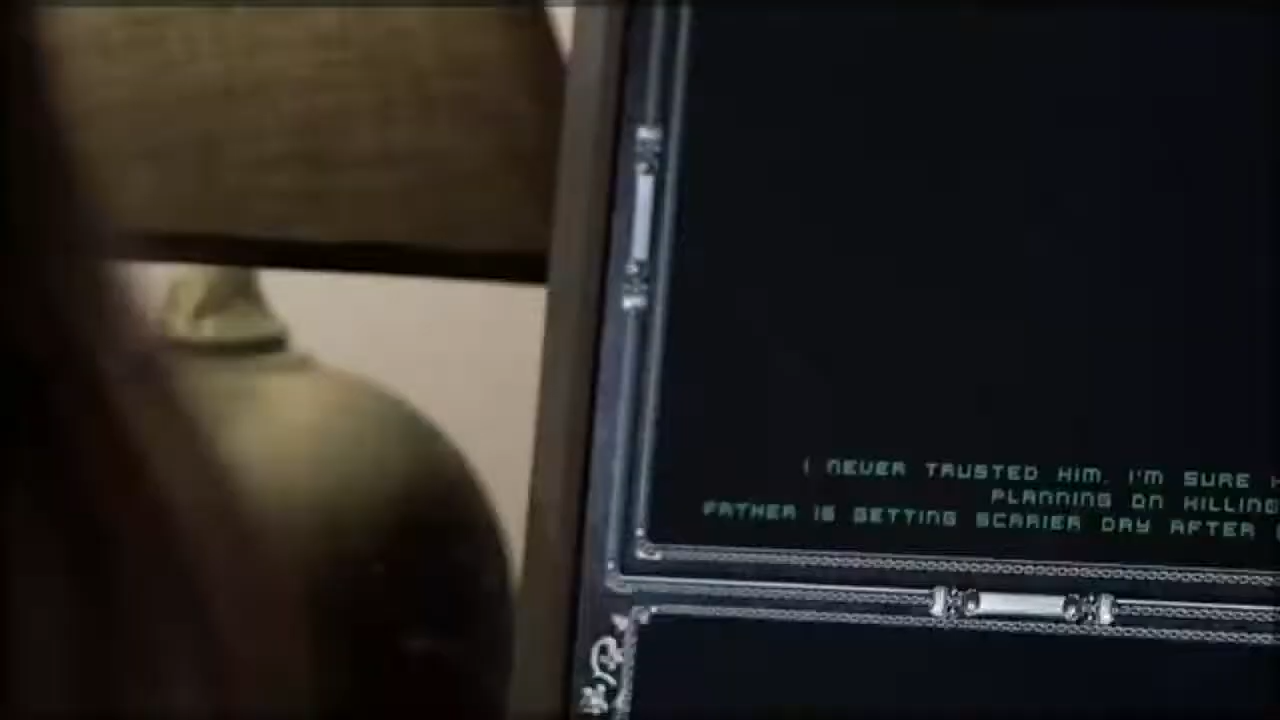 I NEVER TRUSTED HIM. I'M SURE
PLANNING ON KILLING
FATHER IS GETTING SCARIER DAY AFTER